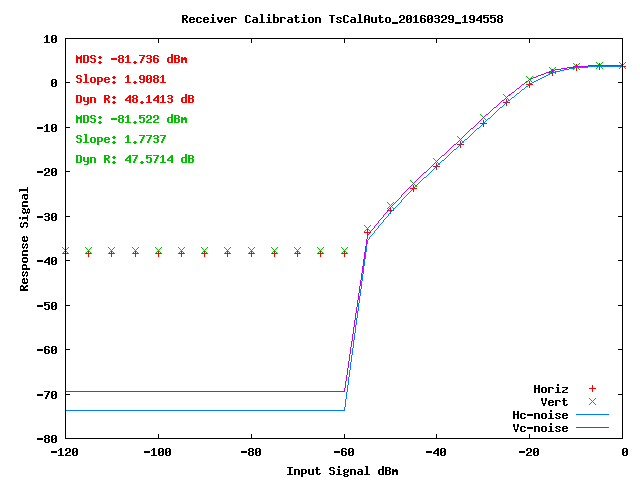 Receiver Calibration TsCalAuto_20160329_194558
10
0
-10
-20
-30
-40
-50
-60
-70
-80
Response Signal
MDS: -81.736 dBm
Slope: 1.9081
Dyn R: 48.1413 dB
MDS: -81.522 dBm
Slope: 1.7737
Dyn R: 47.5714 dB
Horiz
Vert
Hc-noise
Vc-noise
-120 -100 -80 -60 -40 -20 0
Input Signal dBm